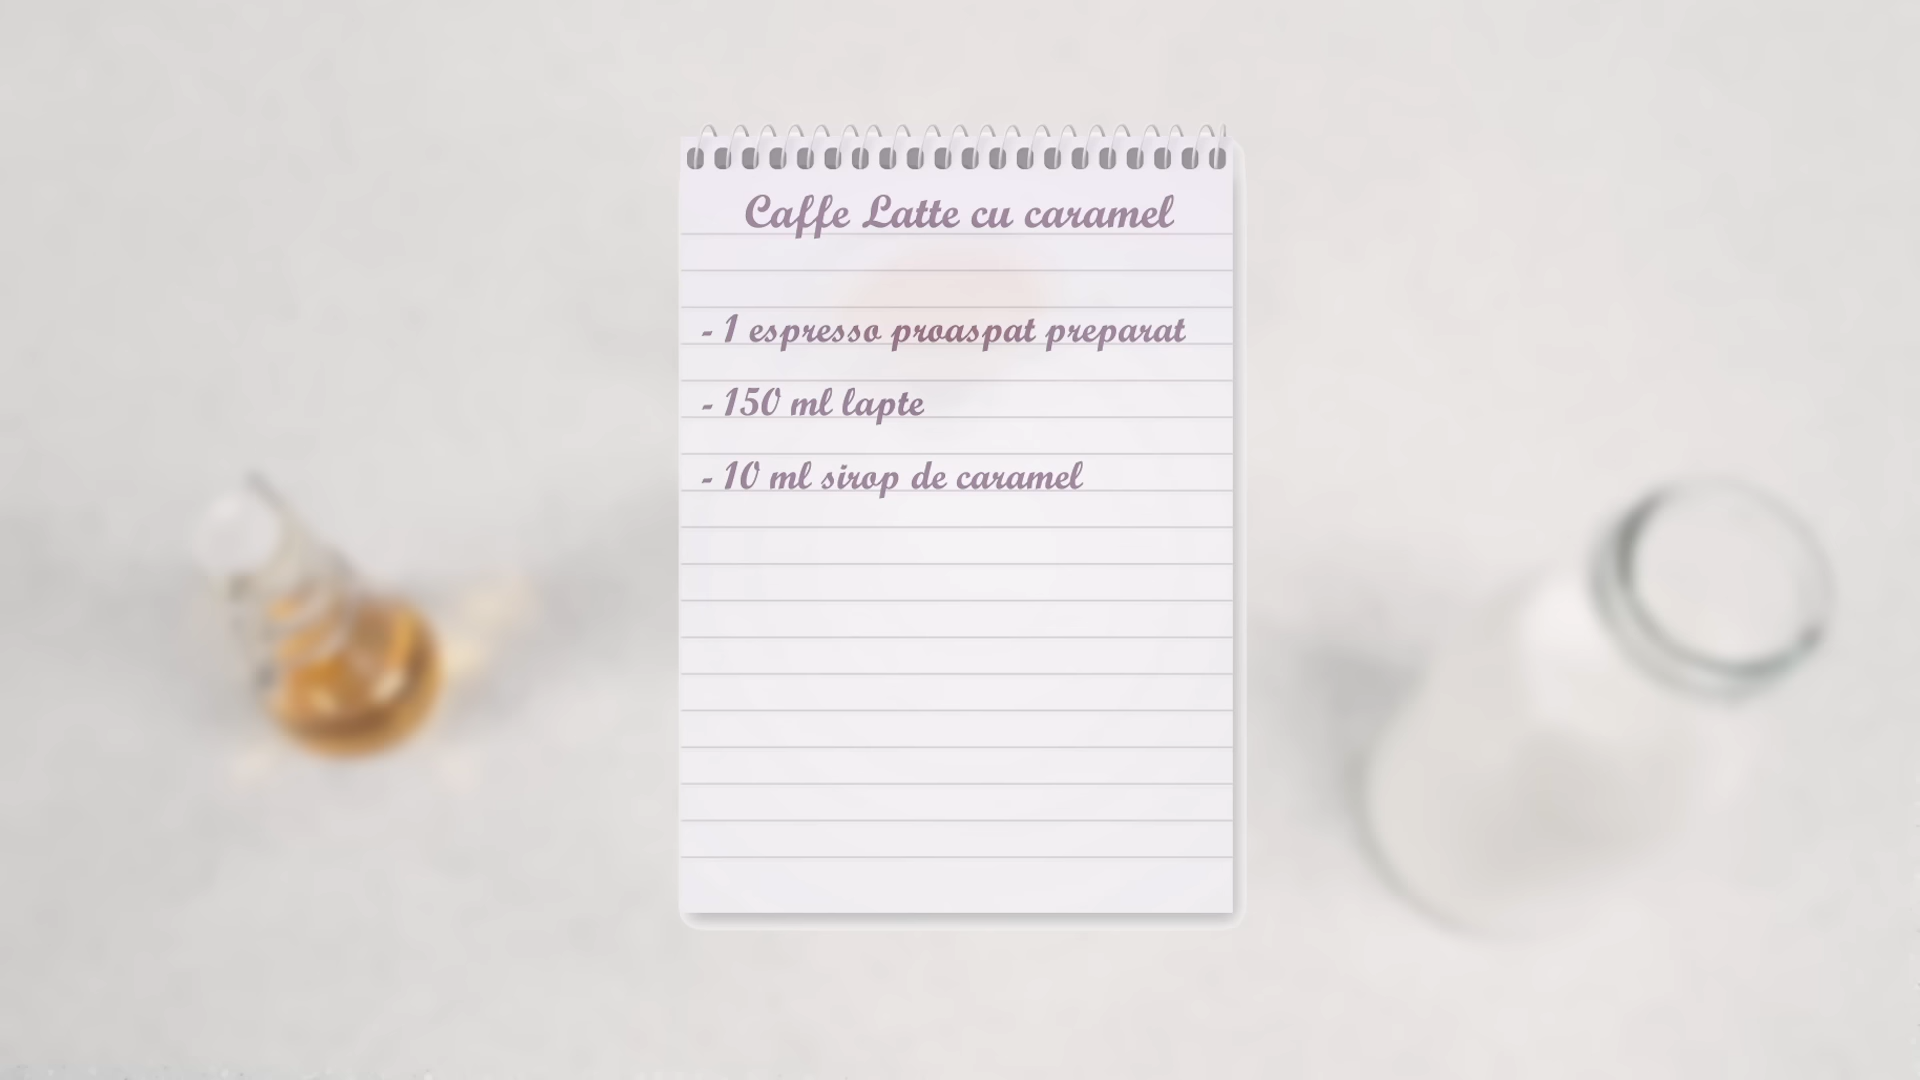 Caffe Latte cu caramel
- 1 espresso proaspat preparat
- 150 ml lapte
- 10 ml sirop de caramel